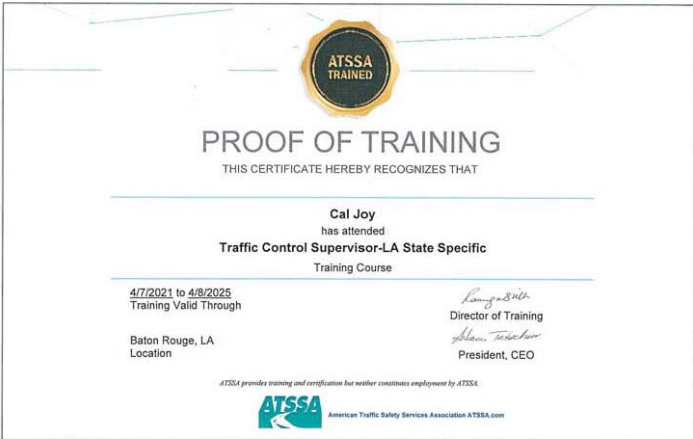 ATSSA
TRAINED
PROOF OF TRAINING
THIS CERTIFICATE HEREBY RECOGNIZES THAT
Cal Joy
has attended
Traffic Control Supervisor-LA State Specific
Training Course
4/7/2021 to 4/8/2025
Training Valid Through
Director of Training
Baton Rouge, LA
Location
President, CEO
ATSSA provides training and certification but neither constitutes employment by ATSSA.
ATSSA
American Traffic Safety Services Association ATSSA.com